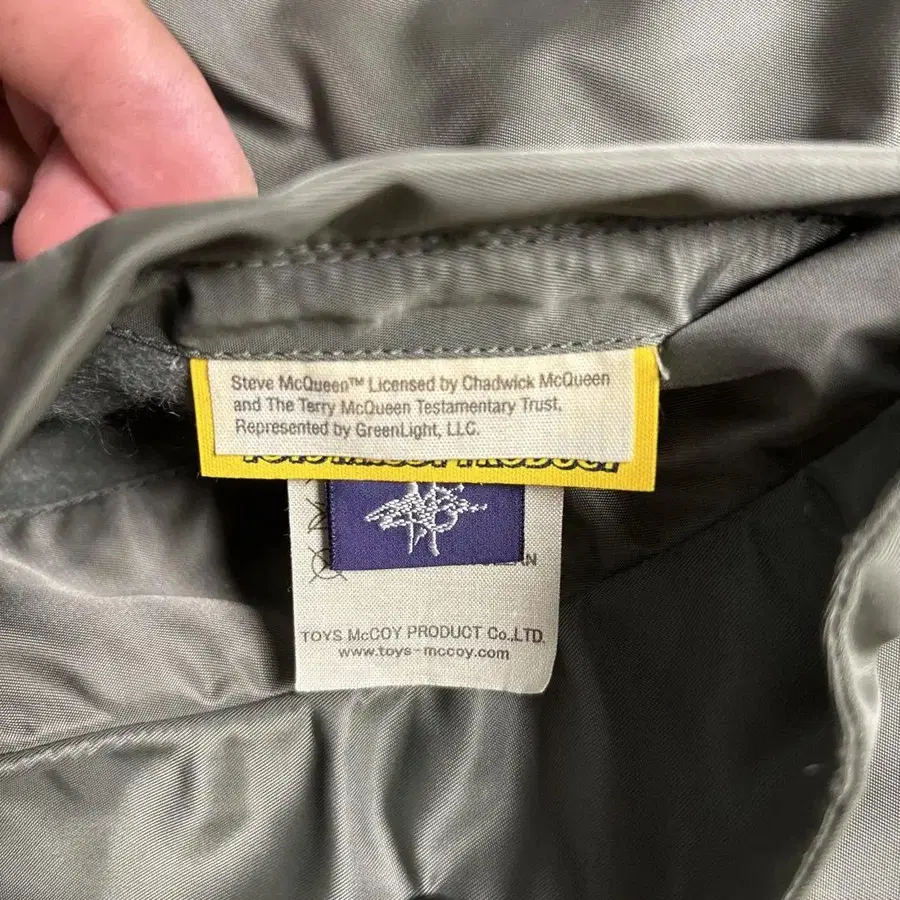 Steve McQueen™ Licensed by Chadwick McQueen
and The Terry McQueen Testamentary Trust,
Represented by GreenLight, LLC.
PRODUCT
TOYS McCOY PRODUCT Co.,LTD.
www.toys-mccoy.com